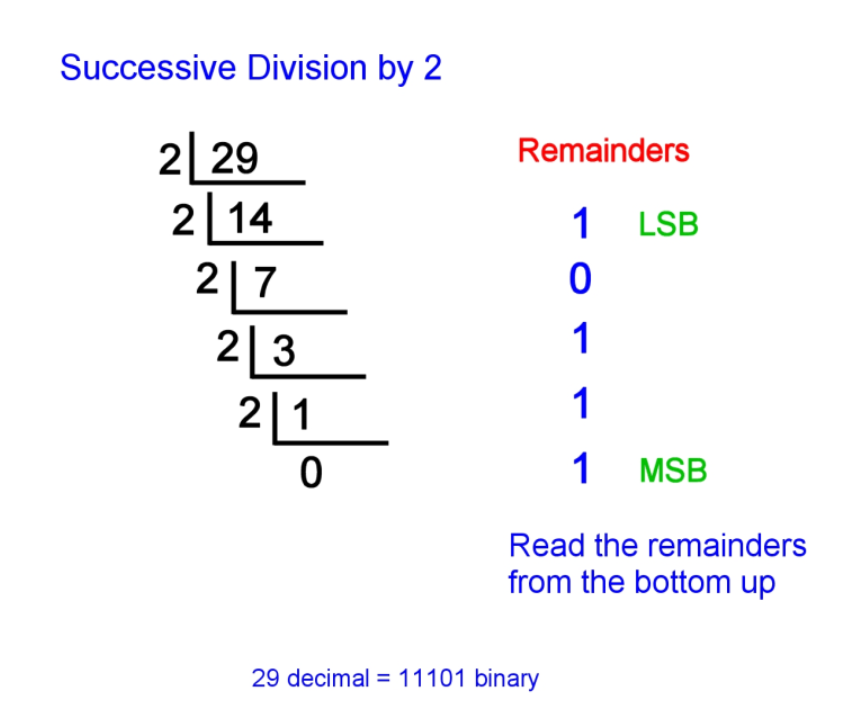 Successive Division by 2
2 29 Remainders
2 14 1 LSB
2 7 0
2 3 1
2 1 1
0 1 MSB
Read the remainders
from the bottom up
29 decimal = 11101 binary